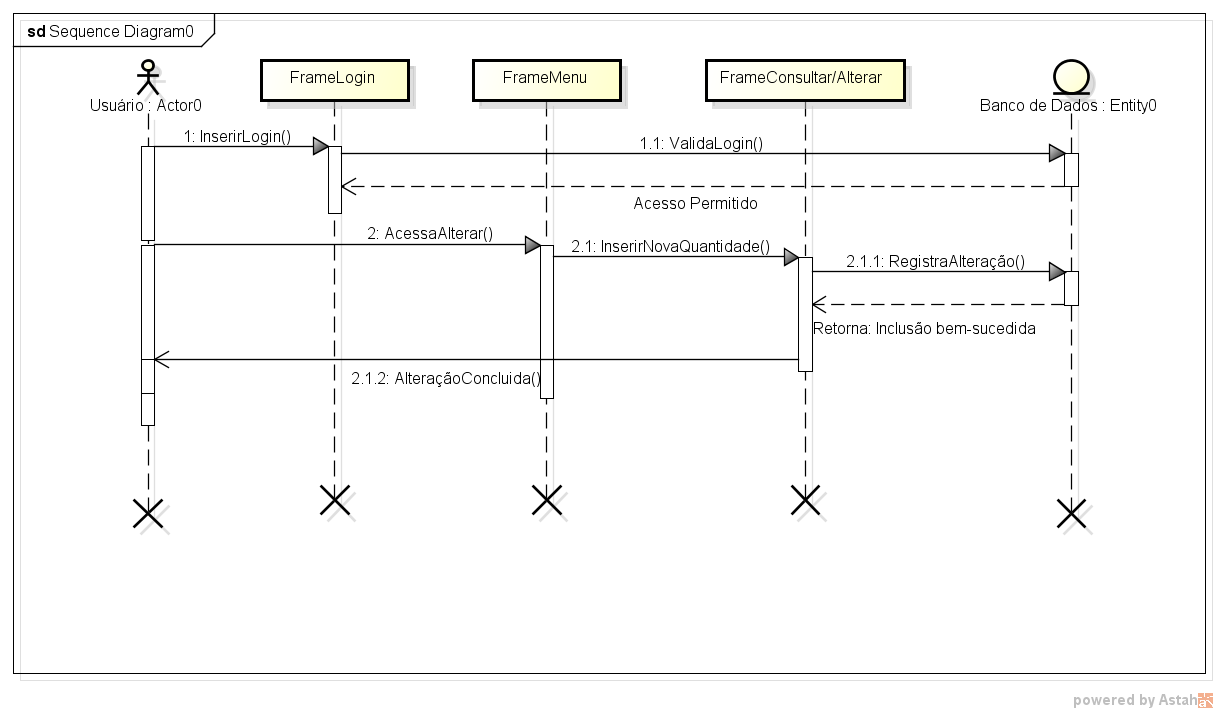 sd Sequence Diagram0
FrameLogin
FrameMenu
FrameConsultar/Alterar
Usuário : Actor0
Banco de Dados : Entity0
1: InserirLogin()
1.1: ValidaLogin()
Acesso Permitido
2: AcessaAlterar()
2.1: InserirNovaQuantidade()
2.1.1: RegistraAlteração()
Retorna: Inclusão bem-sucedida
2.1.2: AlteraçãoConcluida()
powered by Astah